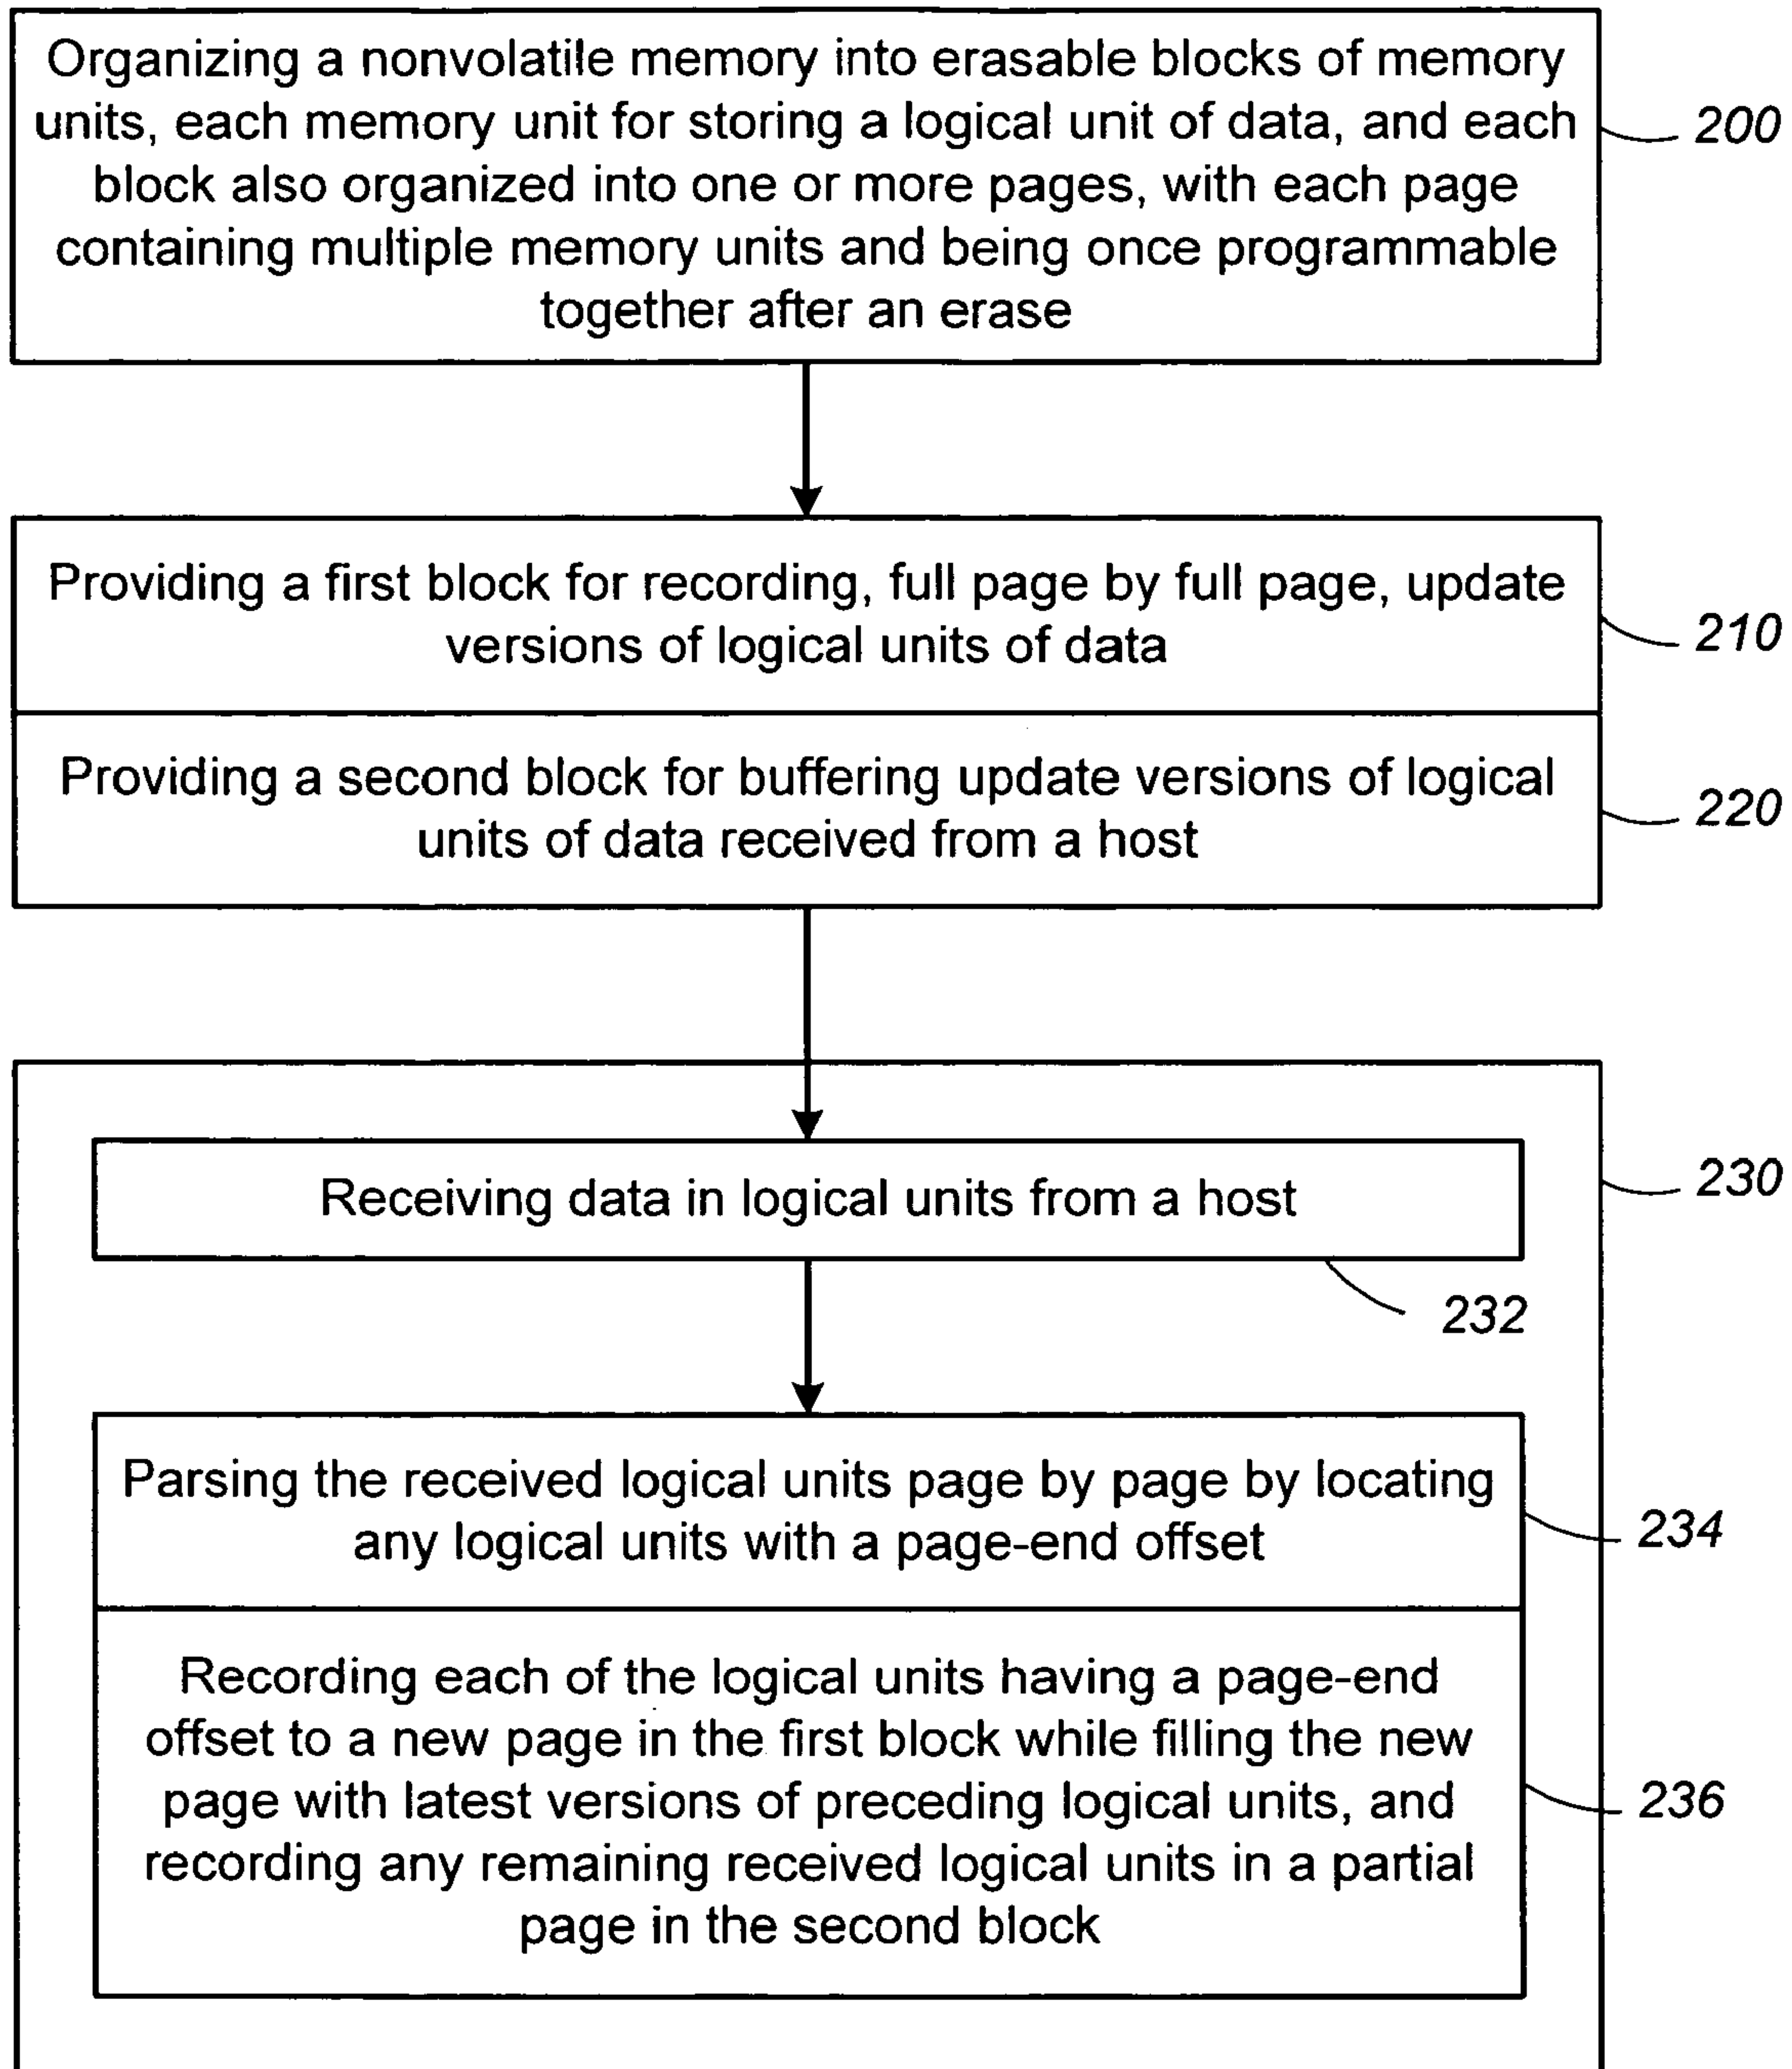 Organizing a nonvolatile memory into erasable blocks of memory
units, each memory unit for storing a logical unit of data, and each
block also organized into one or more pages, with each page
containing multiple memory units and being once programmable
together after an erase
200
Providing a first block for recording, full page by full page, update
versions of logical units of data
210
Providing a second block for buffering update versions of logical
units of data received from a host
220
230
Receiving data in logical units from a host
232
Parsing the received logical units page by page by locating
any logical units with a page-end offset
234
Recording each of the logical units having a page-end
offset to a new page in the first block while filling the new
page with latest versions of preceding logical units, and
recording any remaining received logical units in a partial
page in the second block
236